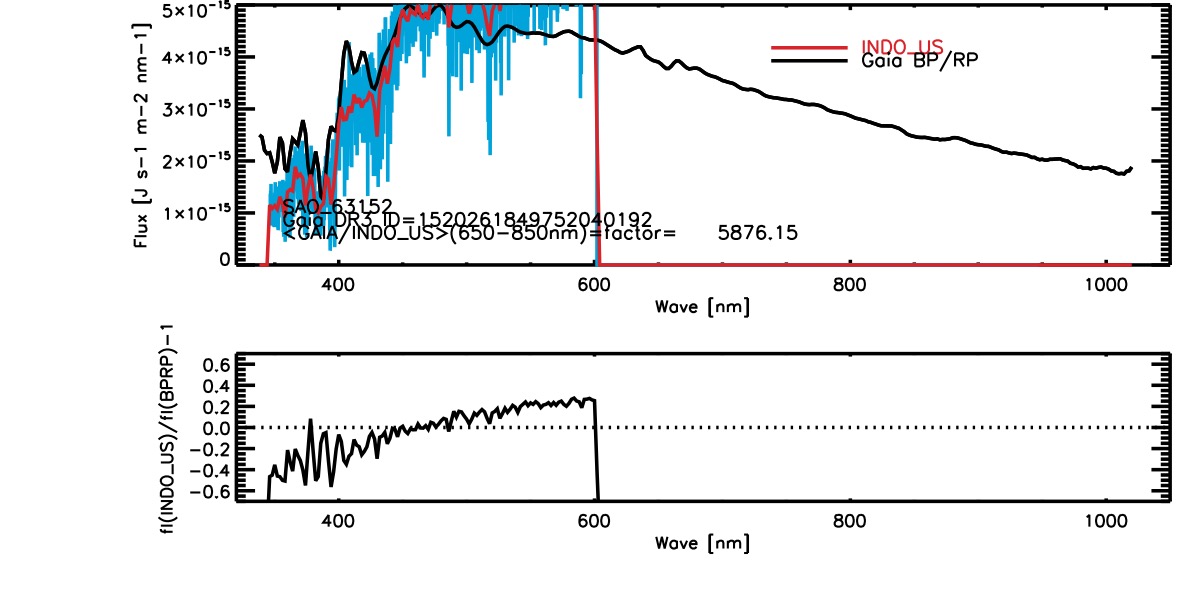 5×10−15
4×10−15
3×10−15
2×10−15
1×10−15
0
Flux [J s−1 m−2 nm−1]
INDO_US
Gaia BP/RP
SAO_63152
Gaia DR3 ID=1520261849752040192
<GAIA/INDO_US>(650−850nm)=factor= 5876.15
400 600 800 1000
Wave [nm]
fl(INDO_US)/fl(BPRP)−1
0.6
0.4
0.2
0.0
−0.2
−0.4
−0.6
400 600 800 1000
Wave [nm]